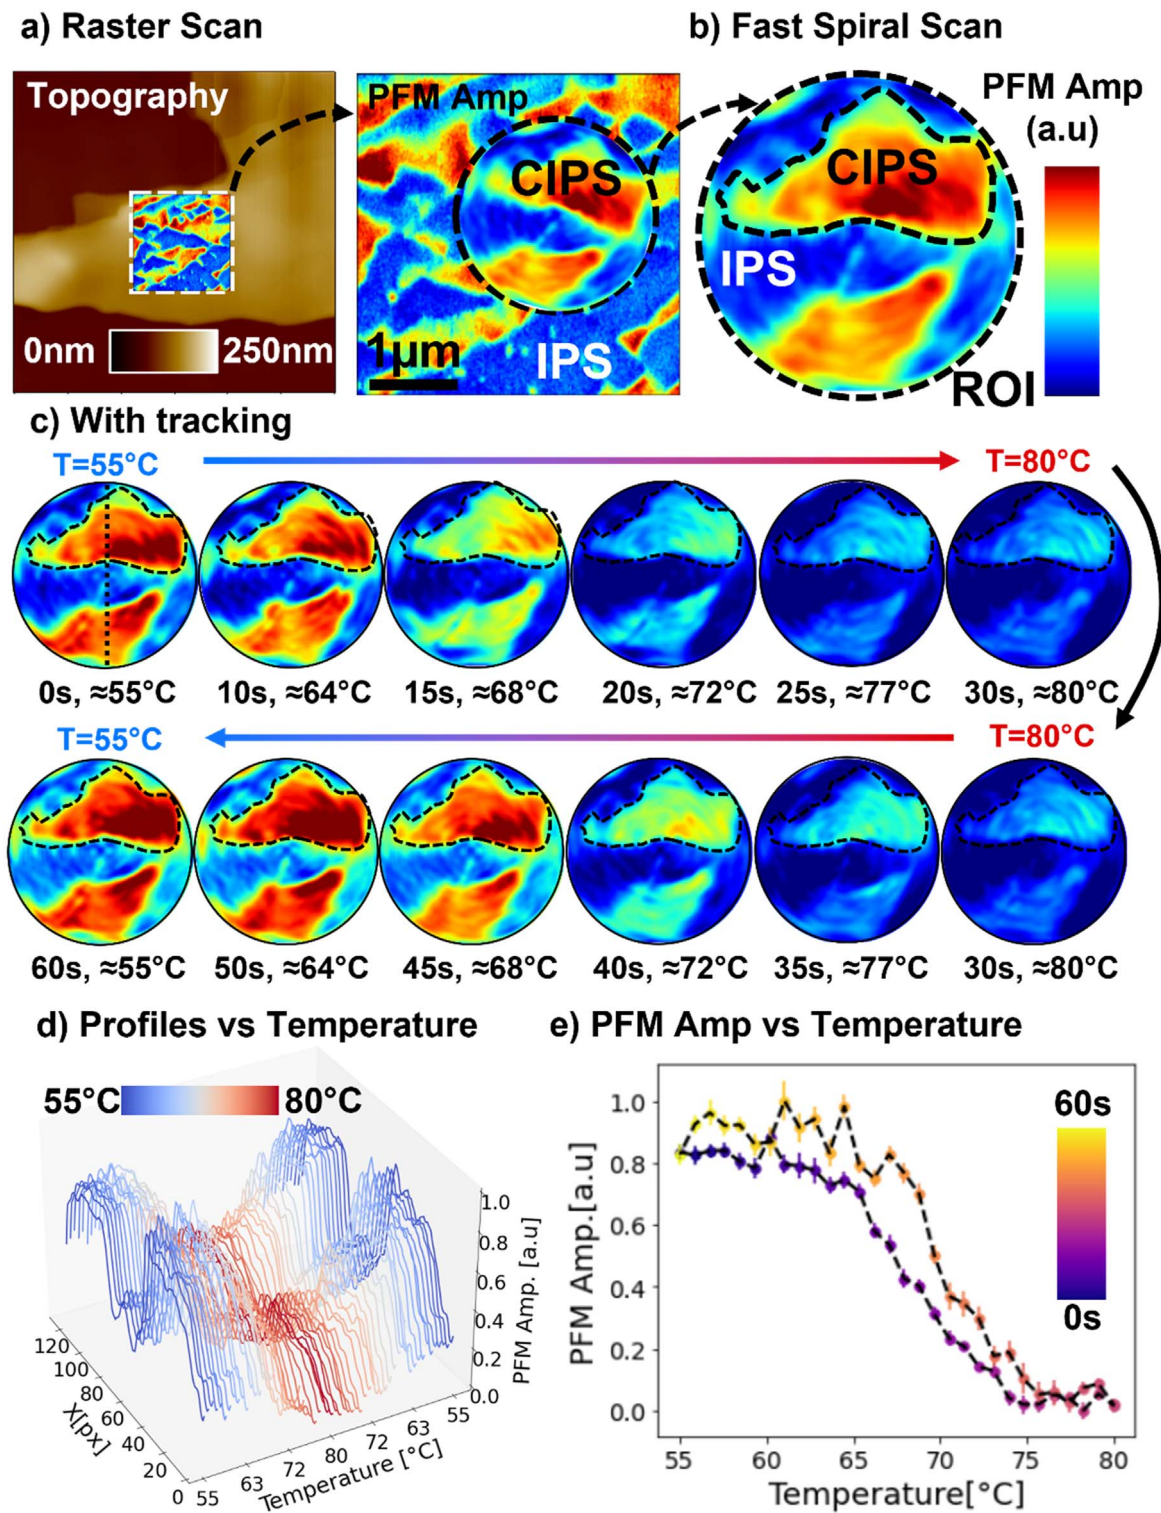 a) Raster Scan
b) Fast Spiral Scan
Topography
0nm
250nm
PFM Amp
CIPS
IPS
1µm
CIPS
IPS
ROI
PFM Amp
(a.u)
c) With tracking
T=55°C
T=80°C
0s, ≈55°C
10s, ≈64°C
15s, ≈68°C
20s, ≈72°C
25s, ≈77°C
30s, ≈80°C
T=55°C
T=80°C
60s, ≈55°C
50s, ≈64°C
45s, ≈68°C
40s, ≈72°C
35s, ≈77°C
30s, ≈80°C
d) Profiles vs Temperature
55°C
80°C
1.0
0.8
0.6
0.4
0.2
0.0
PFM Amp. [a.u]
120
100
80
60
40
20
0
X[px]
55
63
72
80
72
63
55
Temperature [°C]
e) PFM Amp vs Temperature
1.0
0.8
0.6
0.4
0.2
0.0
PFM Amp.[a.u]
60s
0s
55
60
65
70
75
80
Temperature[°C]